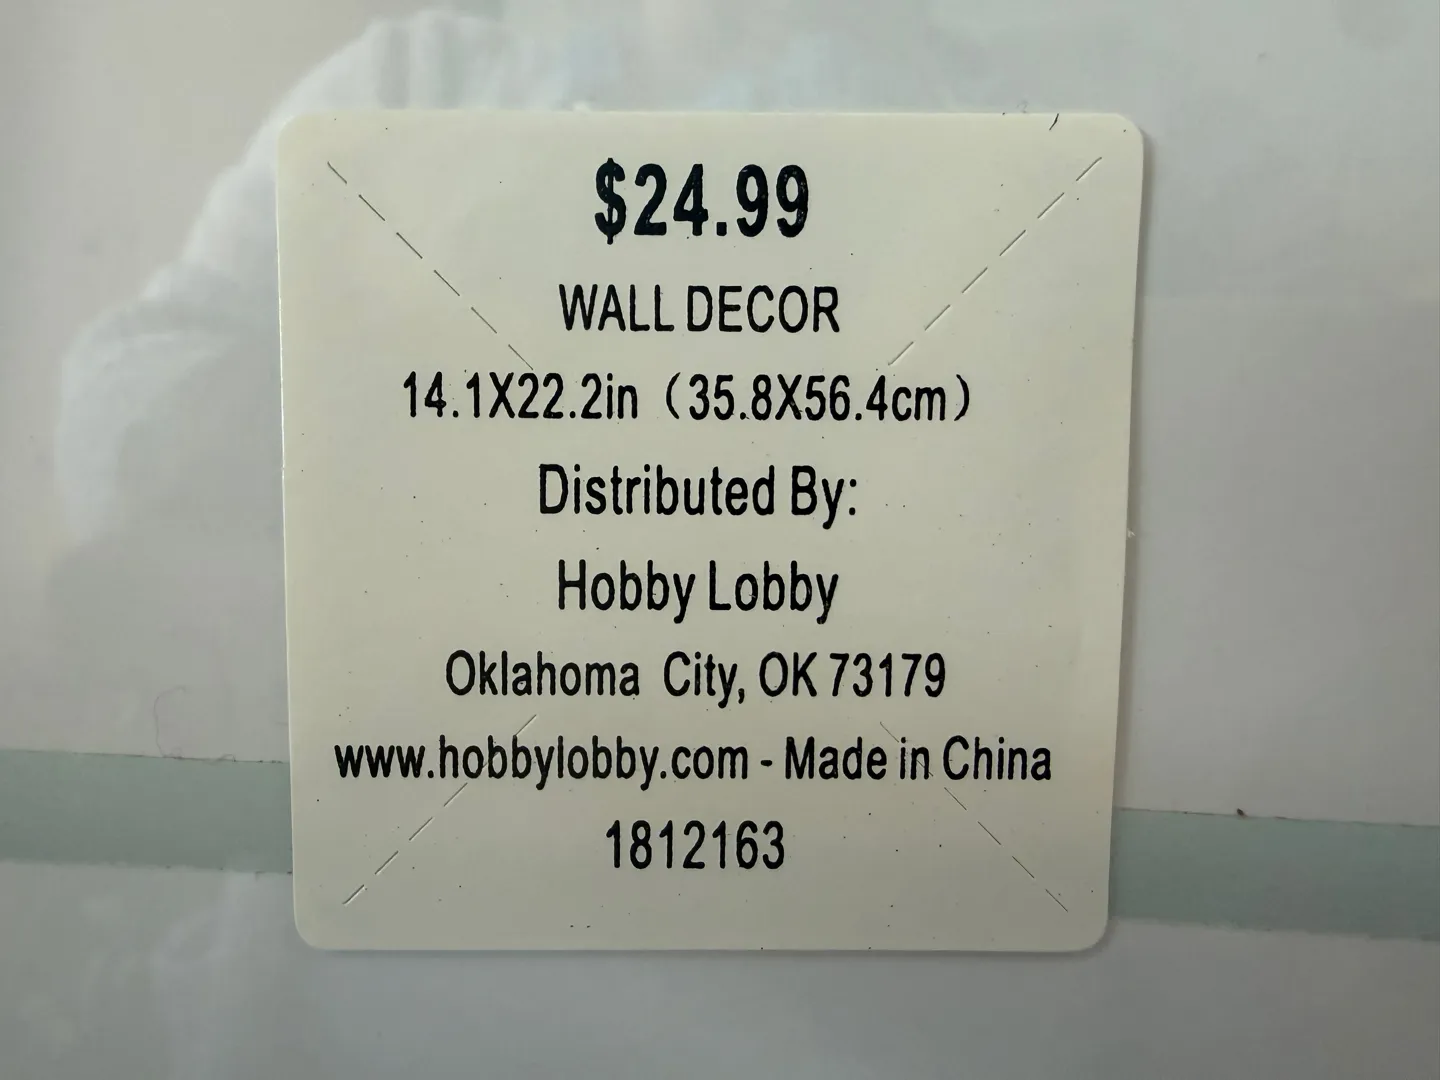 $24.99
WALL DECOR
14.1X22.2in（35.8X56.4cm）
Distributed By:
Hobby Lobby
Oklahoma City, OK 73179
www.hobbylobby.com - Made in China
1812163